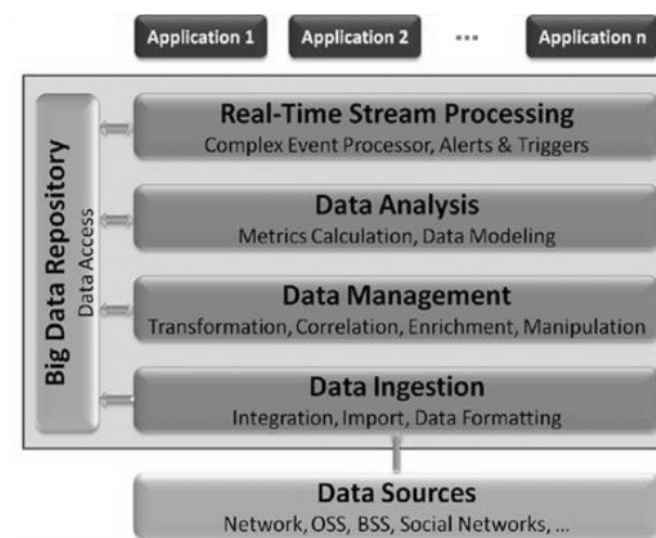 Application 1
Application 2
...
Application n
Big Data Repository
Data Access
Real-Time Stream Processing
Complex Event Processor, Alerts & Triggers
Data Analysis
Metrics Calculation, Data Modeling
Data Management
Transformation, Correlation, Enrichment, Manipulation
Data Ingestion
Integration, Import, Data Formatting
Data Sources
Network, OSS, BSS, Social Networks, ...